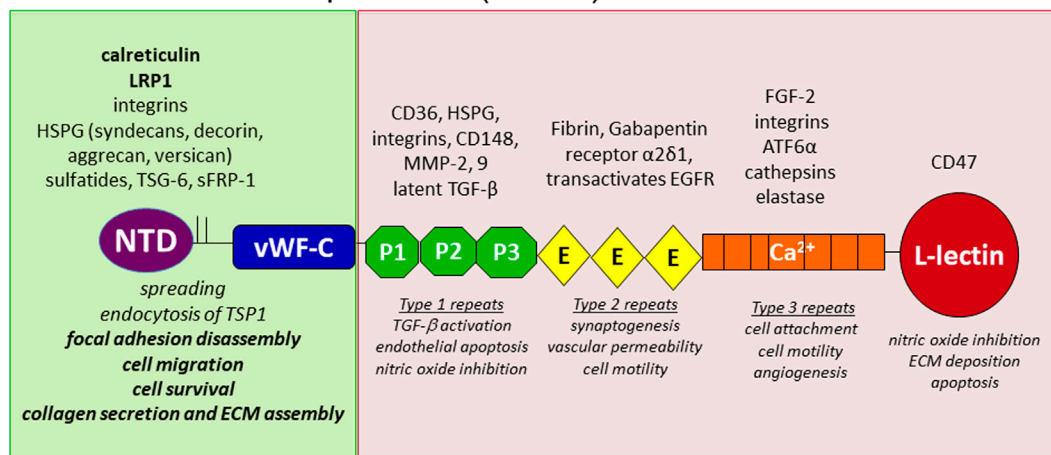 calreticulin
LRP1
integrins
HSPG (syndecans, decorin,
aggrecan, versican)
sulfatides, TSG-6, sFRP-1
CD36, HSPG,
integrins, CD148,
MMP-2, 9
latent TGF-β
Fibrin, Gabapentin
receptor α2δ1,
transactivates EGFR
FGF-2
integrins
ATF6α
cathepsins
elastase
CD47
NTD
vWF-C
P1
P2
P3
E
E
E
Ca²⁺
L-lectin
spreading
endocytosis of TSP1
focal adhesion disassembly
cell migration
cell survival
collagen secretion and ECM assembly
Type 1 repeats
TGF-β activation
endothelial apoptosis
nitric oxide inhibition
Type 2 repeats
synaptogenesis
vascular permeability
cell motility
Type 3 repeats
cell attachment
cell motility
angiogenesis
nitric oxide inhibition
ECM deposition
apoptosis